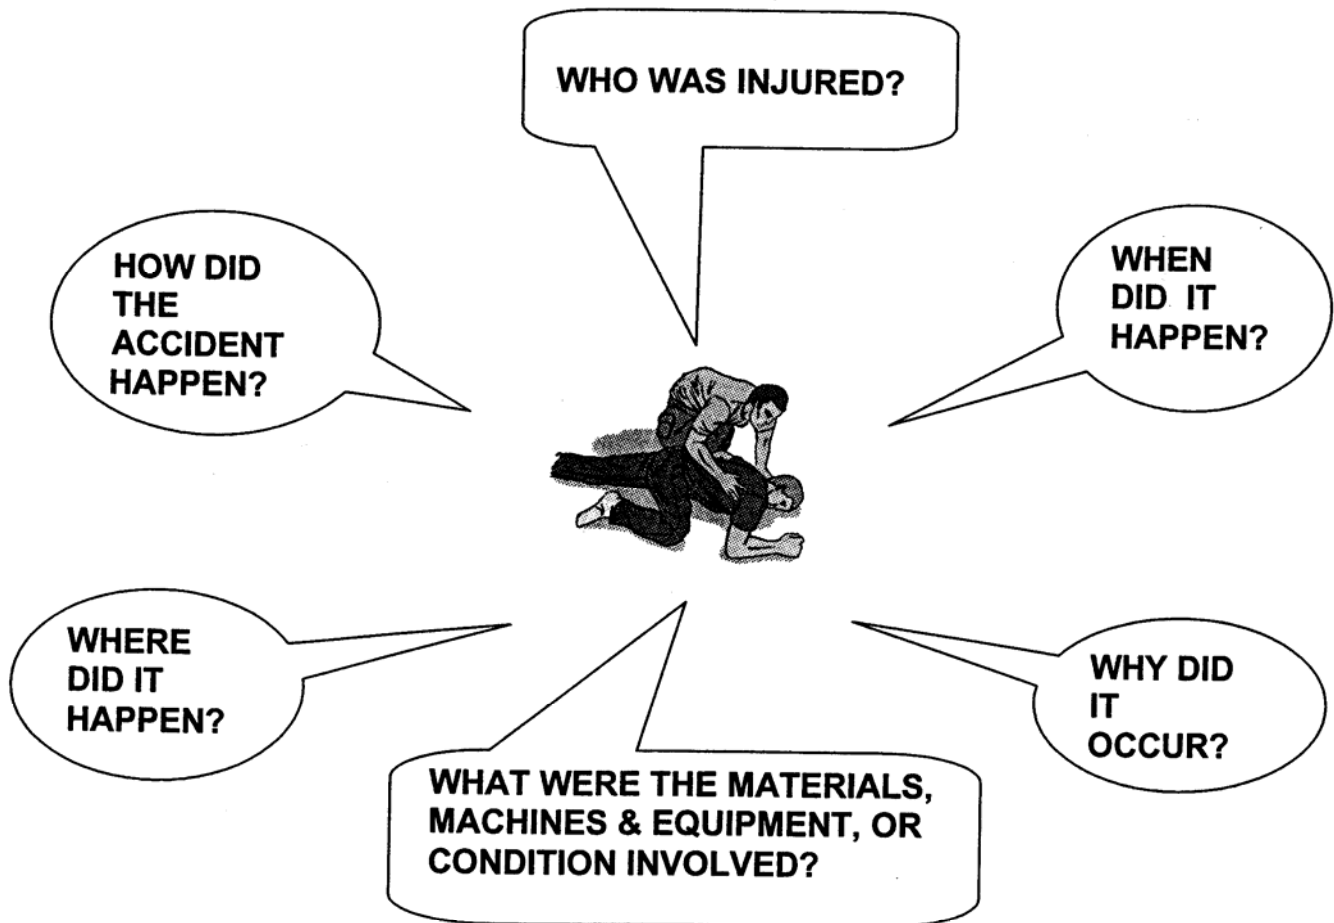 WHO WAS INJURED?
HOW DID
THE
ACCIDENT
HAPPEN?
WHEN
DID IT
HAPPEN?
WHERE
DID IT
HAPPEN?
WHY DID
IT
OCCUR?
WHAT WERE THE MATERIALS,
MACHINES & EQUIPMENT, OR
CONDITION INVOLVED?